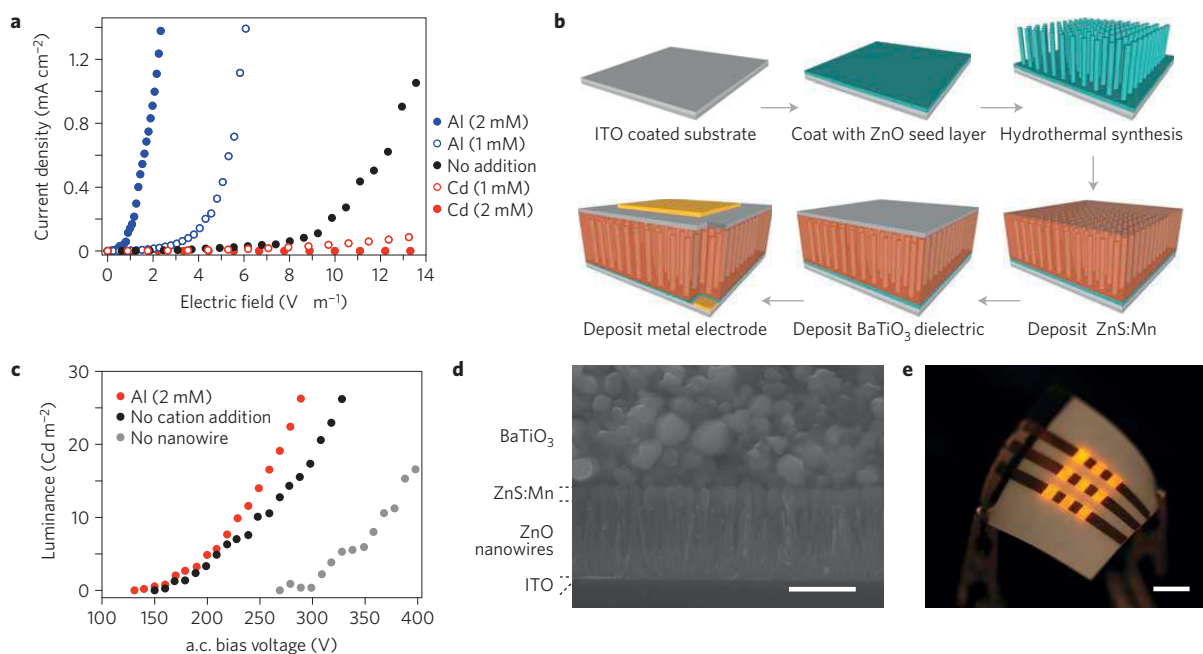 a
Current density (mA cm−2)
1.2
0.8
0.4
0
0 2 4 6 8 10 12 14
Electric field (V m−1)
Al (2 mM)
Al (1 mM)
No addition
Cd (1 mM)
Cd (2 mM)
b
ITO coated substrate
Coat with ZnO seed layer
Hydrothermal synthesis
Deposit metal electrode
Deposit BaTiO3 dielectric
Deposit ZnS:Mn
c
Luminance (Cd m−2)
30
20
10
0
100 150 200 250 300 350 400
a.c. bias voltage (V)
Al (2 mM)
No cation addition
No nanowire
d
BaTiO3
ZnS:Mn
ZnO
nanowires
ITO
e